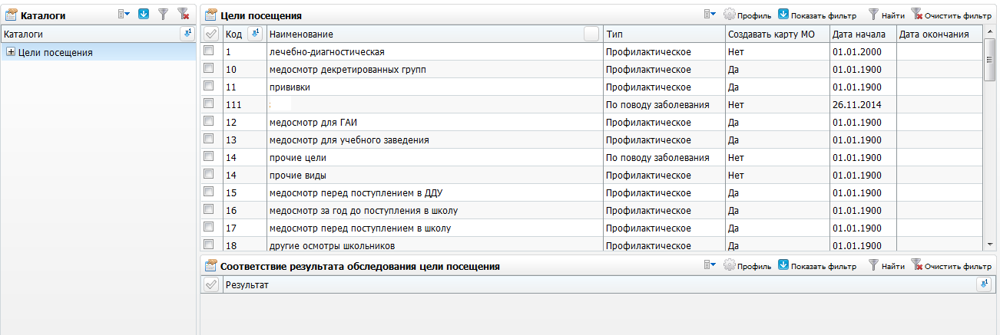 Каталоги
Каталоги
Цели посещения
Цели посещения Профиль Показать фильтр Найти Очистить фильтр
Код Наименование Тип Создавать карту МО Дата начала Дата окончания
1 лечебно-диагностическая Профилактическое Нет 01.01.2000
10 медосмотр декретированных групп Профилактическое Да 01.01.1900
11 прививки Профилактическое Да 01.01.1900
111 По поводу заболевания Нет 26.11.2014
12 медосмотр для ГАИ Профилактическое Да 01.01.1900
13 медосмотр для учебного заведения Профилактическое Да 01.01.1900
14 прочие цели По поводу заболевания Нет 01.01.1900
14 прочие виды Профилактическое Нет 01.01.1900
15 медосмотр перед поступлением в ДДУ Профилактическое Да 01.01.1900
16 медосмотр за год до поступления в школу Профилактическое Да 01.01.1900
17 медосмотр перед поступлением в школу Профилактическое Да 01.01.1900
18 другие осмотры школьников Профилактическое Да 01.01.1900
Соответствие результата обследования цели посещения Профиль Показать фильтр Найти Очистить фильтр
Результат